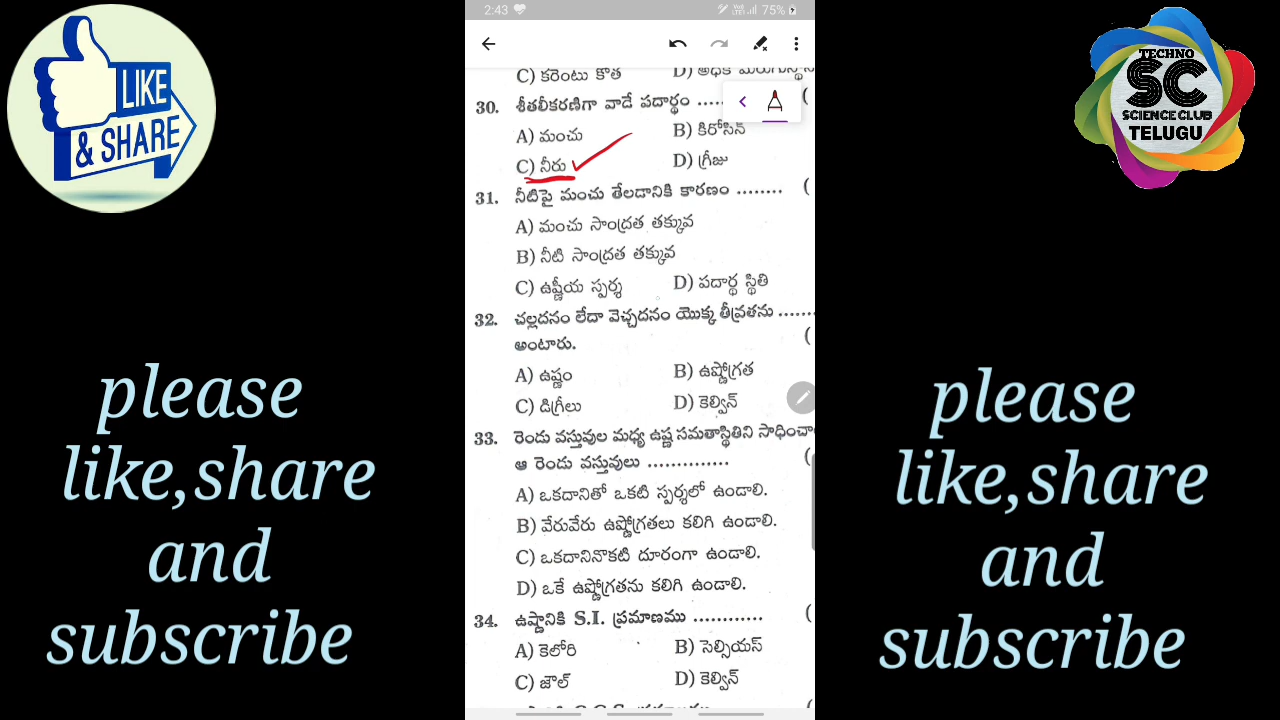 2:43
75%
LIKE
& SHARE
TECHNO
SC
SCIENCE CLUB
TELUGU
C) కరెంటు కోత
30. శీతలీకరణిగా వాడే పదార్థం ....
A) మంచు B) కిరోసిన్
C) నీరు D) గ్రీజు
31. నీటిపై మంచు తేలడానికి కారణం ........ (
A) మంచు సాంద్రత తక్కువ
B) నీటి సాంద్రత తక్కువ
C) ఉష్ణీయ స్పర్శ D) పదార్థ స్థితి
32. చల్లదనం లేదా వెచ్చదనం యొక్క తీవ్రతను ......
అంటారు. (
A) ఉష్ణం B) ఉష్ణోగ్రత
C) డిగ్రీలు D) కెల్విన్
33. రెండు వస్తువుల మధ్య ఉష్ణ సమతాస్థితిని
ఆ రెండు వస్తువులు .............. (
A) ఒకదానితో ఒకటి స్పర్శలో ఉండాలి.
B) వేరువేరు ఉష్ణోగ్రతలు కలిగి ఉండాలి.
C) ఒకదానినొకటి దూరంగా ఉండాలి.
D) ఒకే ఉష్ణోగ్రతను కలిగి ఉండాలి.
34. ఉష్ణానికి S.I. ప్రమాణము ............ (
A) కెలోరి B) సెల్సియస్
C) జౌల్ D) కెల్విన్
please
like,share
and
subscribe
please
like,share
and
subscribe